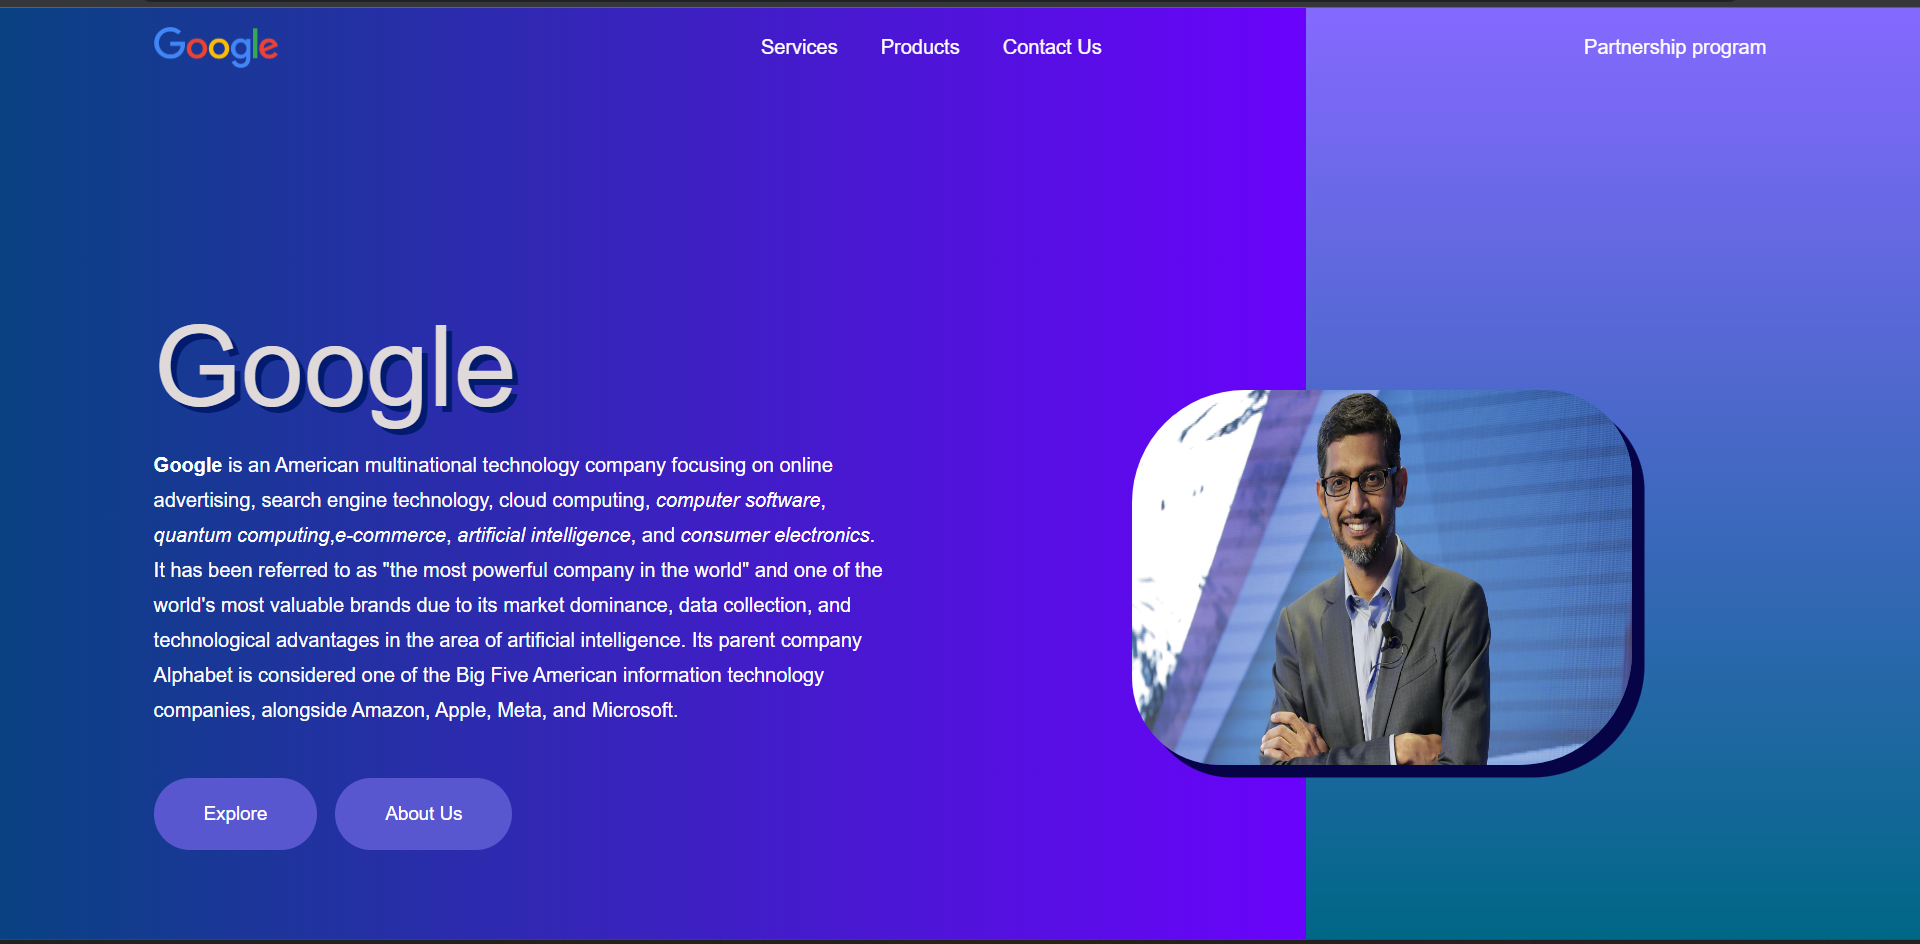 Google
Services
Products
Contact Us
Partnership program
Google
Google is an American multinational technology company focusing on online
advertising, search engine technology, cloud computing, computer software,
quantum computing,e-commerce, artificial intelligence, and consumer electronics.
It has been referred to as "the most powerful company in the world" and one of the
world's most valuable brands due to its market dominance, data collection, and
technological advantages in the area of artificial intelligence. Its parent company
Alphabet is considered one of the Big Five American information technology
companies, alongside Amazon, Apple, Meta, and Microsoft.
Explore
About Us